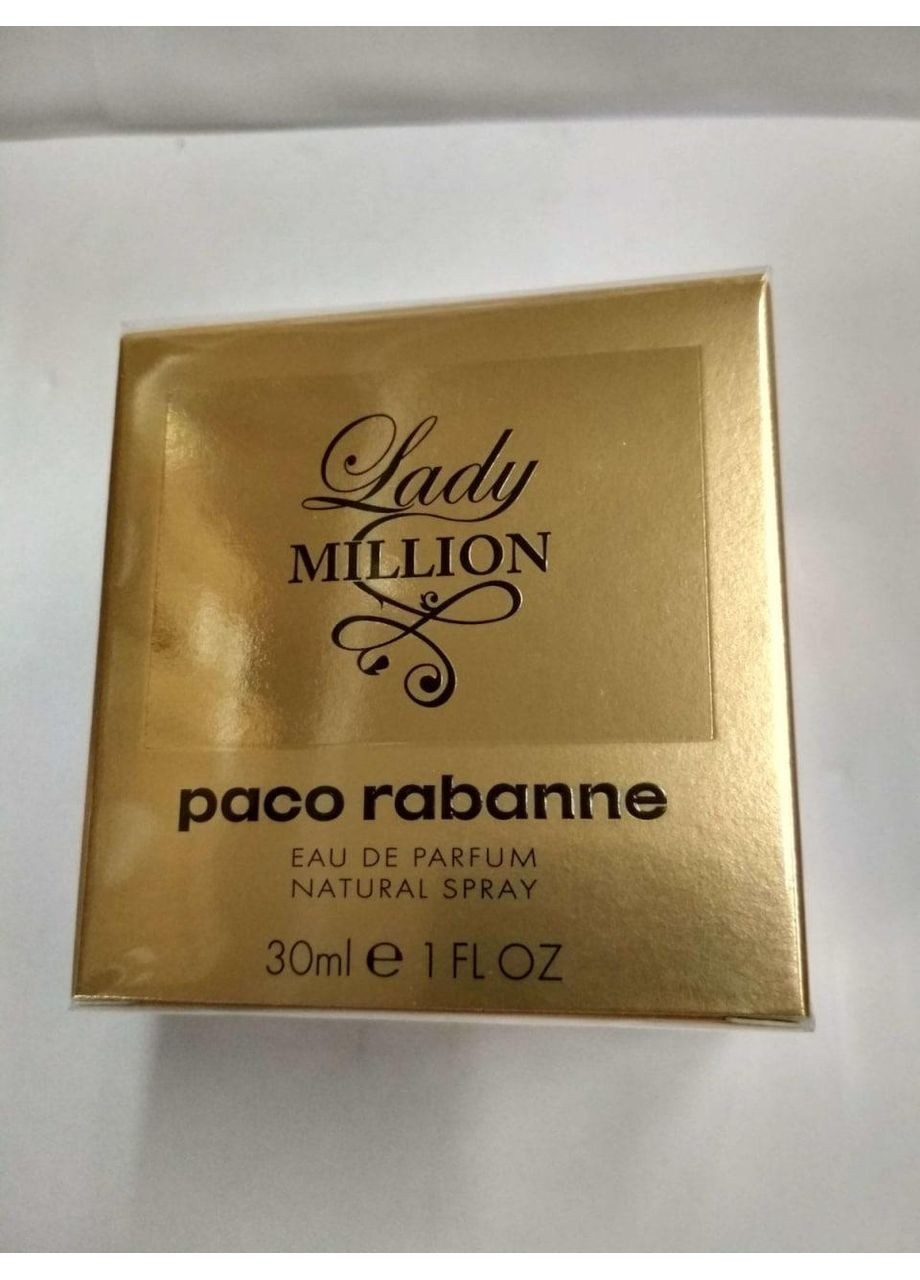 Lady
MILLION
paco rabanne
EAU DE PARFUM
NATURAL SPRAY
30ml e 1 FL OZ